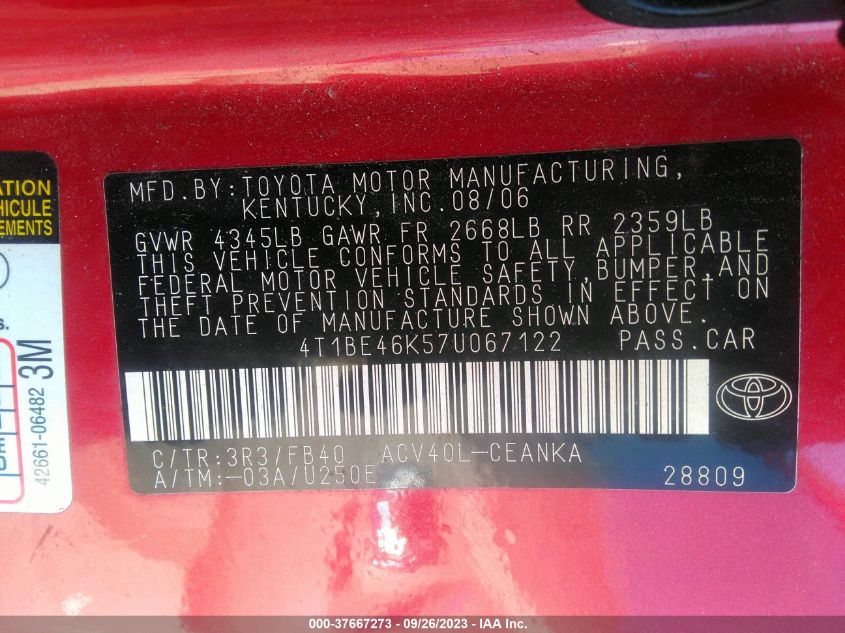 MFD.BY:TOYOTA MOTOR MANUFACTURING,
KENTUCKY,INC.08/06
GVWR 4345LB GAWR FR 2668LB RR 2359LB
THIS VEHICLE CONFORMS TO ALL APPLICABLE
FEDERAL MOTOR VEHICLE SAFETY,BUMPER,AND
THEFT PREVENTION STANDARDS IN EFFECT ON
THE DATE OF MANUFACTURE SHOWN ABOVE.
4T1BE46K57U067122 PASS.CAR
C/TR:3R3/FB40 ACV40L-CEANKA
A/TM:-03A/U250E 28809
ATION
EHICULE
EMENTS
s.
3M
42661-06482
000-37667273 - 09/26/2023 - IAA Inc.